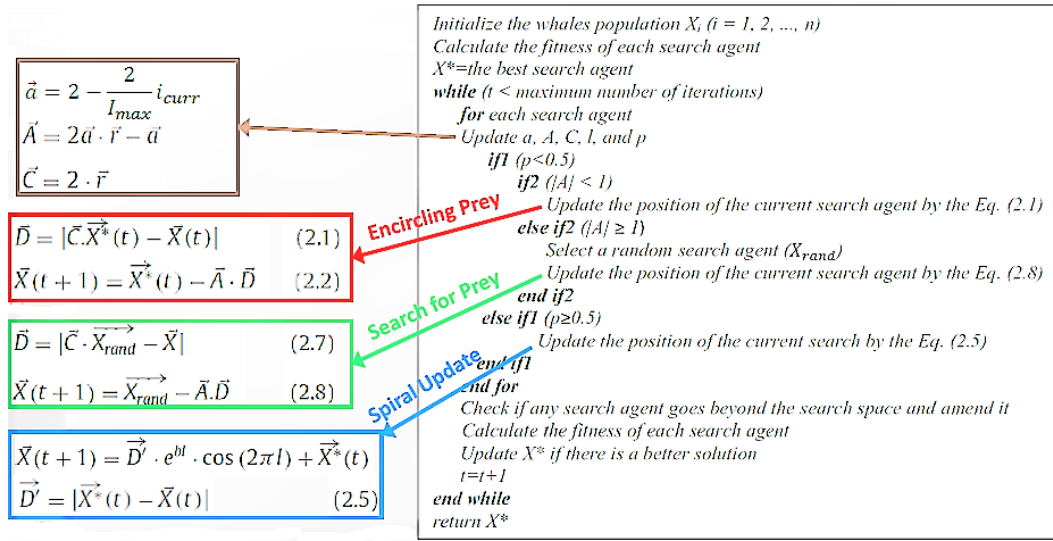 a⃗ = 2 − 2/I_max i_curr
A⃗ = 2a⃗ · r⃗ − a⃗
C⃗ = 2 · r⃗
D⃗ = |C⃗.X⃗*(t) − X⃗(t)| (2.1)
X⃗(t + 1) = X⃗*(t) − A⃗ · D⃗ (2.2)
D⃗ = |C⃗ · X⃗_rand − X⃗| (2.7)
X⃗(t + 1) = X⃗_rand − A⃗.D⃗ (2.8)
X⃗(t + 1) = D⃗′ · e^{bl} · cos (2πl) + X⃗*(t)
D⃗′ = |X⃗*(t) − X⃗(t)| (2.5)
Encircling Prey
Search for Prey
Spiral Update
Initialize the whales population X_i (i = 1, 2, ..., n)
Calculate the fitness of each search agent
X*=the best search agent
while (t < maximum number of iterations)
for each search agent
Update a, A, C, l, and p
if1 (p<0.5)
if2 (|A| < 1)
Update the position of the current search agent by the Eq. (2.1)
else if2 (|A| ≥ 1)
Select a random search agent (X_rand)
Update the position of the current search agent by the Eq. (2.8)
end if2
else if1 (p≥0.5)
Update the position of the current search by the Eq. (2.5)
end if1
end for
Check if any search agent goes beyond the search space and amend it
Calculate the fitness of each search agent
Update X* if there is a better solution
t=t+1
end while
return X*